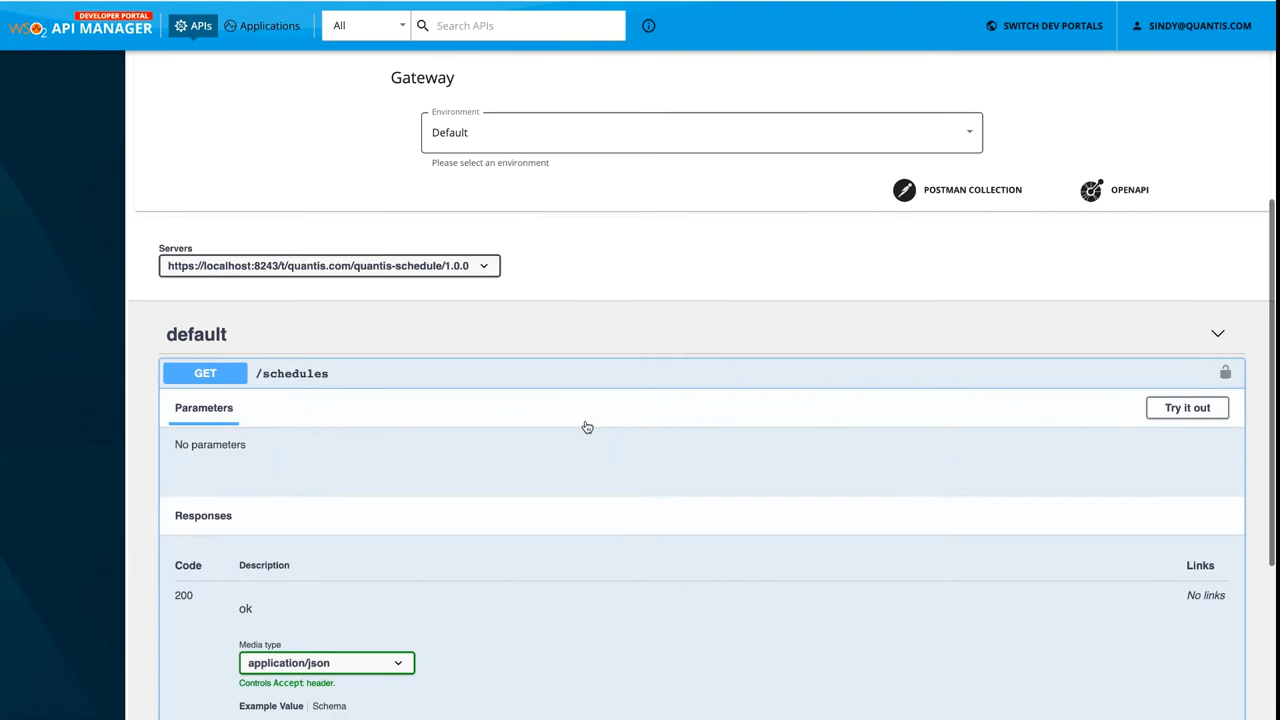 DEVELOPER PORTAL
WSO2 API MANAGER
APIs
Applications
All
Search APIs
SWITCH DEV PORTALS
SINDY@QUANTIS.COM
Gateway
Environment
Default
Please select an environment
POSTMAN COLLECTION
OPENAPI
Servers
https://localhost:8243/t/quantis.com/quantis-schedule/1.0.0
default
GET /schedules
Parameters
Try it out
No parameters
Responses
Code Description Links
200 No links
ok
Media type
application/json
Controls Accept header.
Example Value Schema